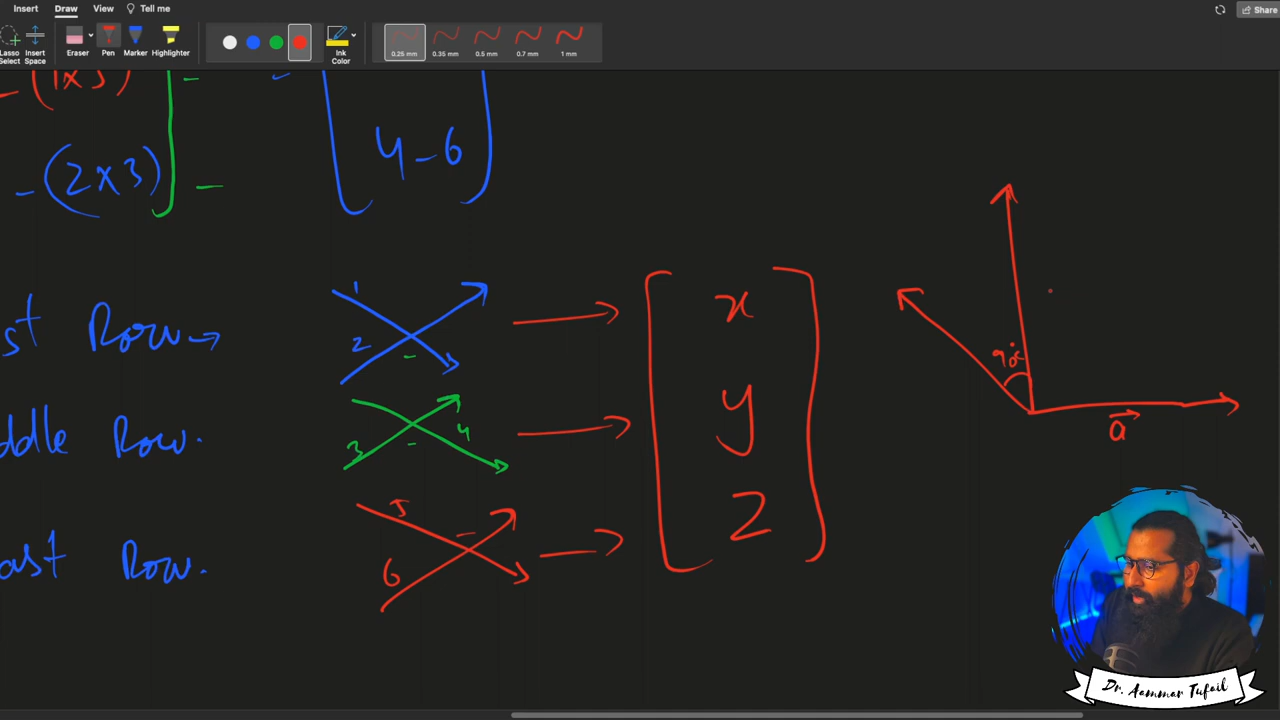 Insert Draw View Tell me Share
Lasso Select Insert Space Eraser Pen Marker Highlighter Ink Color 0.25 mm 0.35 mm 0.5 mm 0.7 mm 1 mm
- (1x3) -
- (2x3) -
4-6
st Row → 1 2 - x
ddle Row. 3 4 - y
ast Row. 5 6 - z
90°
a
Dr. Aammar Tufail